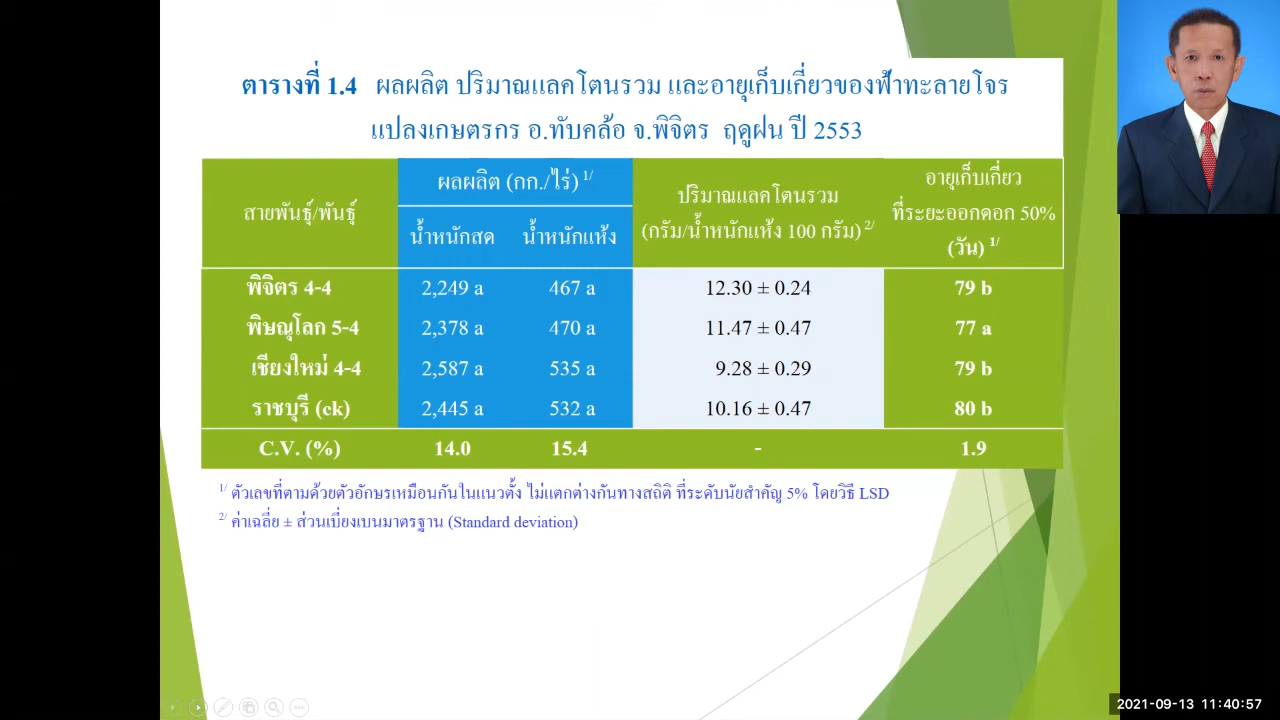 ตารางที่ 1.4 ผลผลิต ปริมาณแลคโตนรวม และอายุเก็บเกี่ยวของฟ้าทะลายโจร
แปลงเกษตรกร อ.ทับคล้อ จ.พิจิตร ฤดูฝน ปี 2553
สายพันธุ์/พันธุ์
ผลผลิต (กก./ไร่) 1/
น้ำหนักสด น้ำหนักแห้ง
ปริมาณแลคโตนรวม
(กรัม/น้ำหนักแห้ง 100 กรัม) 2/
อายุเก็บเกี่ยว
ที่ระยะออกดอก 50%
(วัน) 1/
พิจิตร 4-4 2,249 a 467 a 12.30 ± 0.24 79 b
พิษณุโลก 5-4 2,378 a 470 a 11.47 ± 0.47 77 a
เชียงใหม่ 4-4 2,587 a 535 a 9.28 ± 0.29 79 b
ราชบุรี (ck) 2,445 a 532 a 10.16 ± 0.47 80 b
C.V. (%) 14.0 15.4 - 1.9
1/ ตัวเลขที่ตามด้วยตัวอักษรเหมือนกันในแนวตั้ง ไม่แตกต่างกันทางสถิติ ที่ระดับนัยสำคัญ 5% โดยวิธี LSD
2/ ค่าเฉลี่ย ± ส่วนเบี่ยงเบนมาตรฐาน (Standard deviation)
2021-09-13 11:40:57